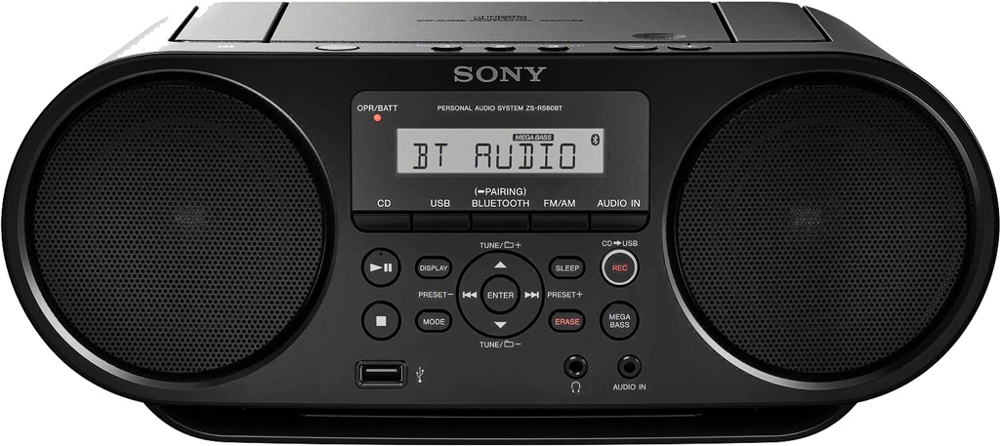 SONY
OPR/BATT
PERSONAL AUDIO SYSTEM ZS-RS60BT
MEGA BASS
BT AUDIO
(━PAIRING)
CD USB BLUETOOTH FM/AM AUDIO IN
TUNE/ + CD➔USB
DISPLAY SLEEP REC
PRESET− ENTER PRESET+
MODE ERASE MEGA BASS
TUNE/ −
AUDIO IN